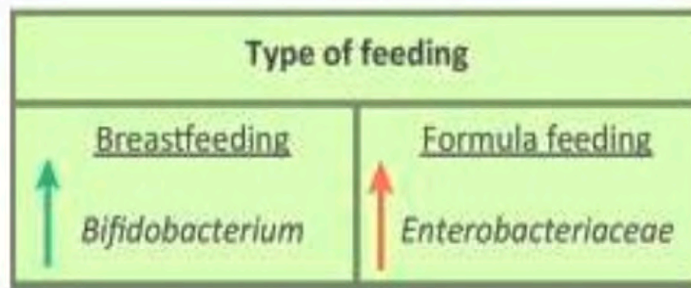 Type of feeding
Breastfeeding
Formula feeding
Bifidobacterium
Enterobacteriaceae